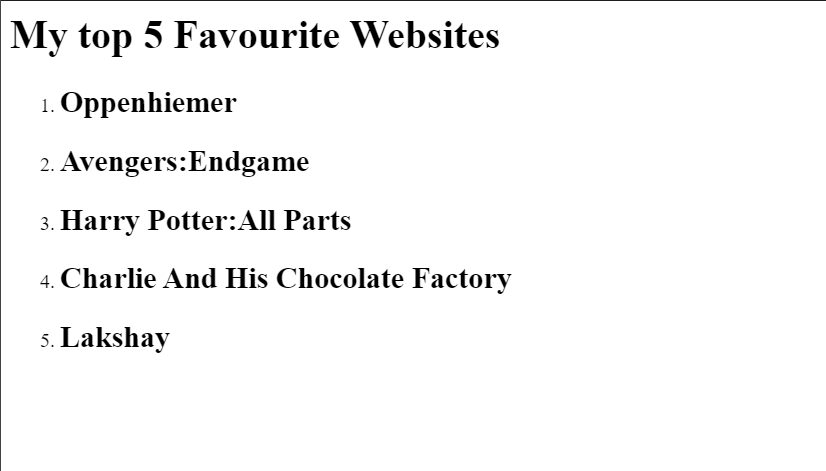 My top 5 Favourite Websites
1. Oppenhiemer
2. Avengers:Endgame
3. Harry Potter:All Parts
4. Charlie And His Chocolate Factory
5. Lakshay